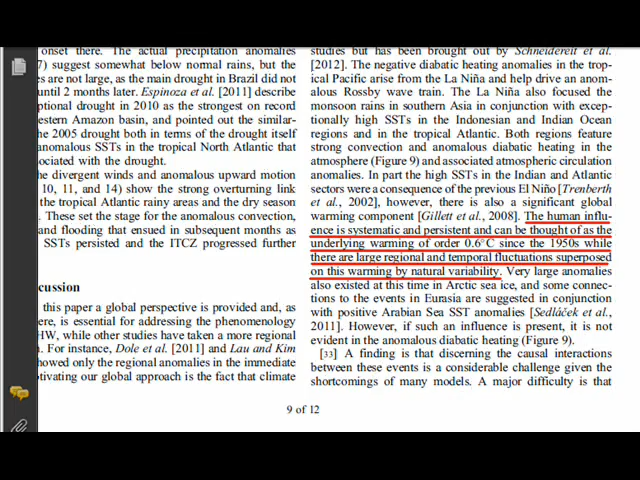 onset there. The actual precipitation anomalies
7) suggest somewhat below normal rains, but the
es are not large, as the main drought in Brazil did not
until 2 months later. Espinoza et al. [2011] describe
ptional drought in 2010 as the strongest on record
estern Amazon basin, and pointed out the similar-
he 2005 drought both in terms of the drought itself
anomalous SSTs in the tropical North Atlantic that
sociated with the drought.
he divergent winds and anomalous upward motion
10, 11, and 14) show the strong overturning link
the tropical Atlantic rainy areas and the dry season
. These set the stage for the anomalous convection,
and flooding that ensued in subsequent months as
SSTs persisted and the ITCZ progressed further
cussion
this paper a global perspective is provided and, as
ere, is essential for addressing the phenomenology
HW, while other studies have taken a more regional
n. For instance, Dole et al. [2011] and Lau and Kim
howed only the regional anomalies in the immediate
otivating our global approach is the fact that climate
studies but has been brought out by Schneidereit et al.
[2012]. The negative diabatic heating anomalies in the trop-
ical Pacific arise from the La Niña and help drive an anom-
alous Rossby wave train. The La Niña also focused the
monsoon rains in southern Asia in conjunction with excep-
tionally high SSTs in the Indonesian and Indian Ocean
regions and in the tropical Atlantic. Both regions feature
strong convection and anomalous diabatic heating in the
atmosphere (Figure 9) and associated atmospheric circulation
anomalies. In part the high SSTs in the Indian and Atlantic
sectors were a consequence of the previous El Niño [Trenberth
et al., 2002], however, there is also a significant global
warming component [Gillett et al., 2008]. The human influ-
ence is systematic and persistent and can be thought of as the
underlying warming of order 0.6°C since the 1950s while
there are large regional and temporal fluctuations superposed
on this warming by natural variability. Very large anomalies
also existed at this time in Arctic sea ice, and some connec-
tions to the events in Eurasia are suggested in conjunction
with positive Arabian Sea SST anomalies [Sedláček et al.,
2011]. However, if such an influence is present, it is not
evident in the anomalous diabatic heating (Figure 9).
[33] A finding is that discerning the causal interactions
between these events is a considerable challenge given the
shortcomings of many models. A major difficulty is that
9 of 12